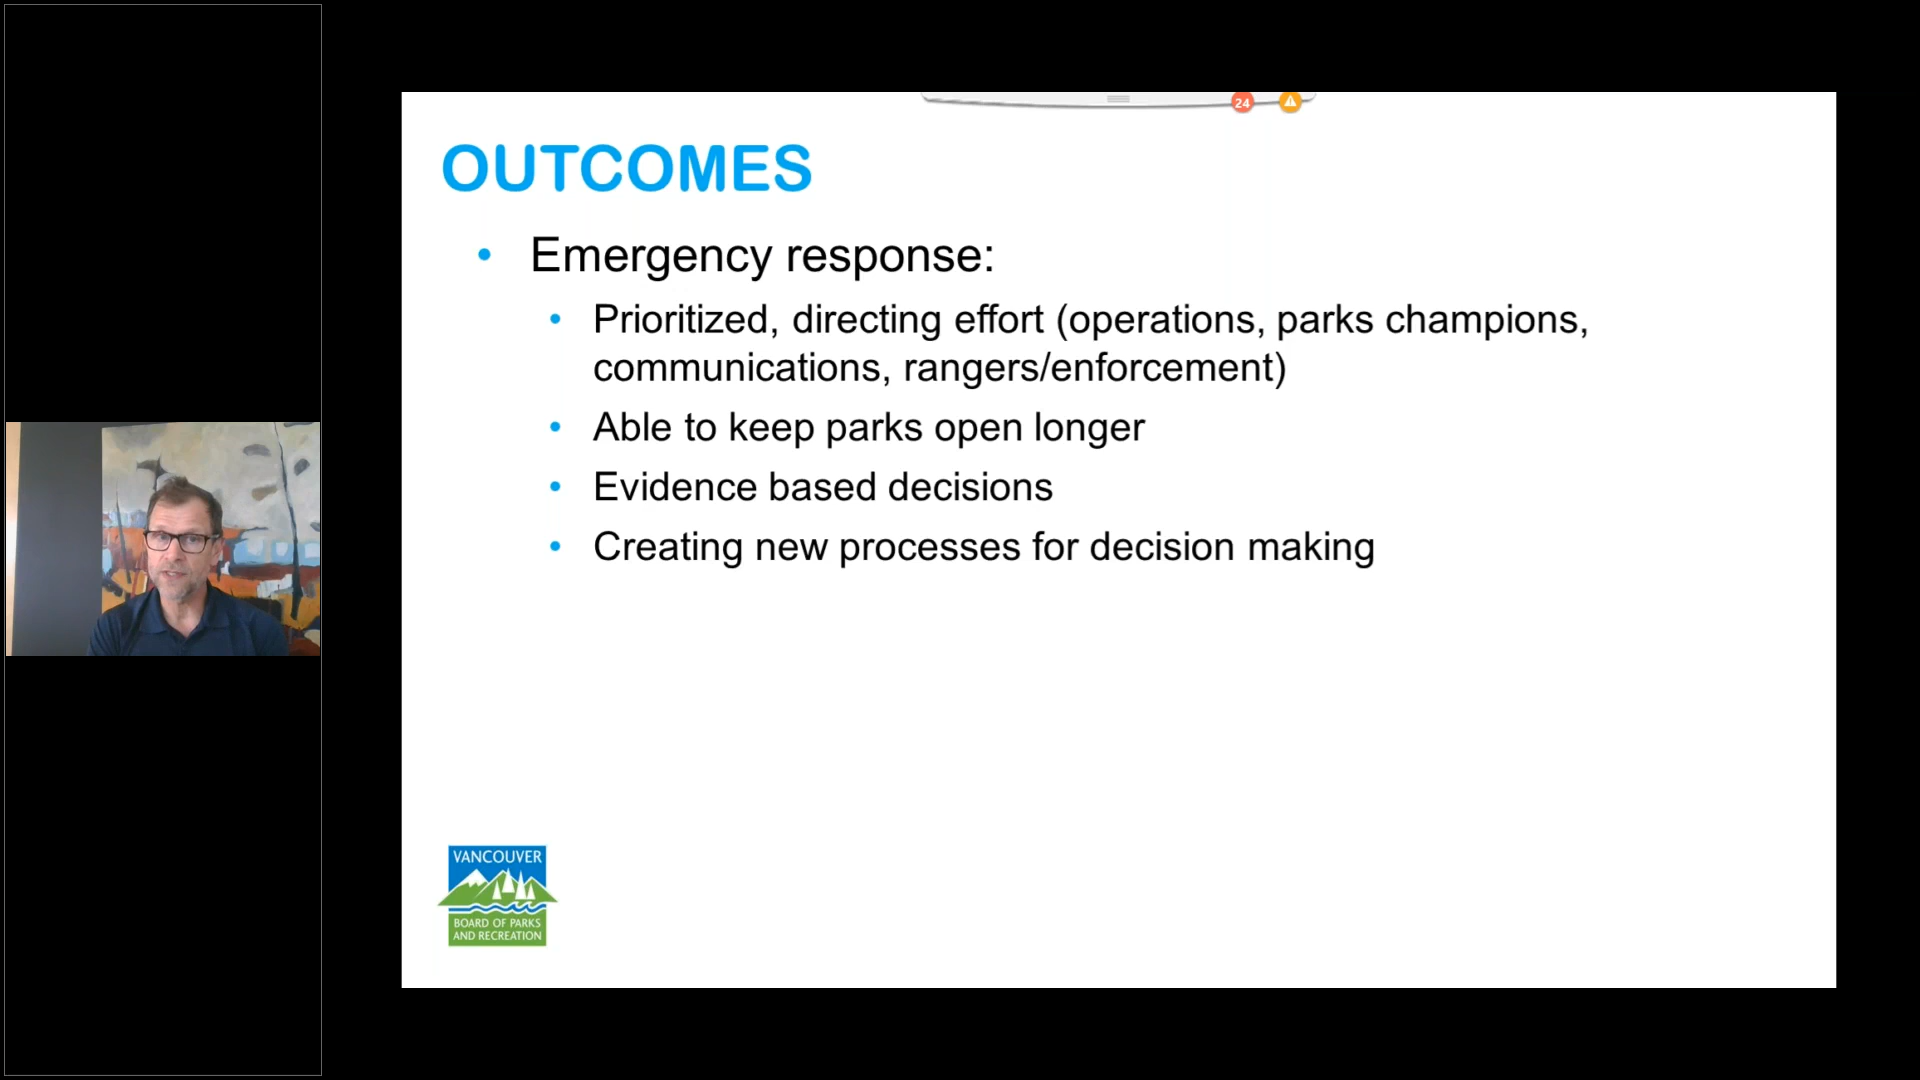 24
OUTCOMES
• Emergency response:
• Prioritized, directing effort (operations, parks champions,
communications, rangers/enforcement)
• Able to keep parks open longer
• Evidence based decisions
• Creating new processes for decision making
VANCOUVER
BOARD OF PARKS
AND RECREATION